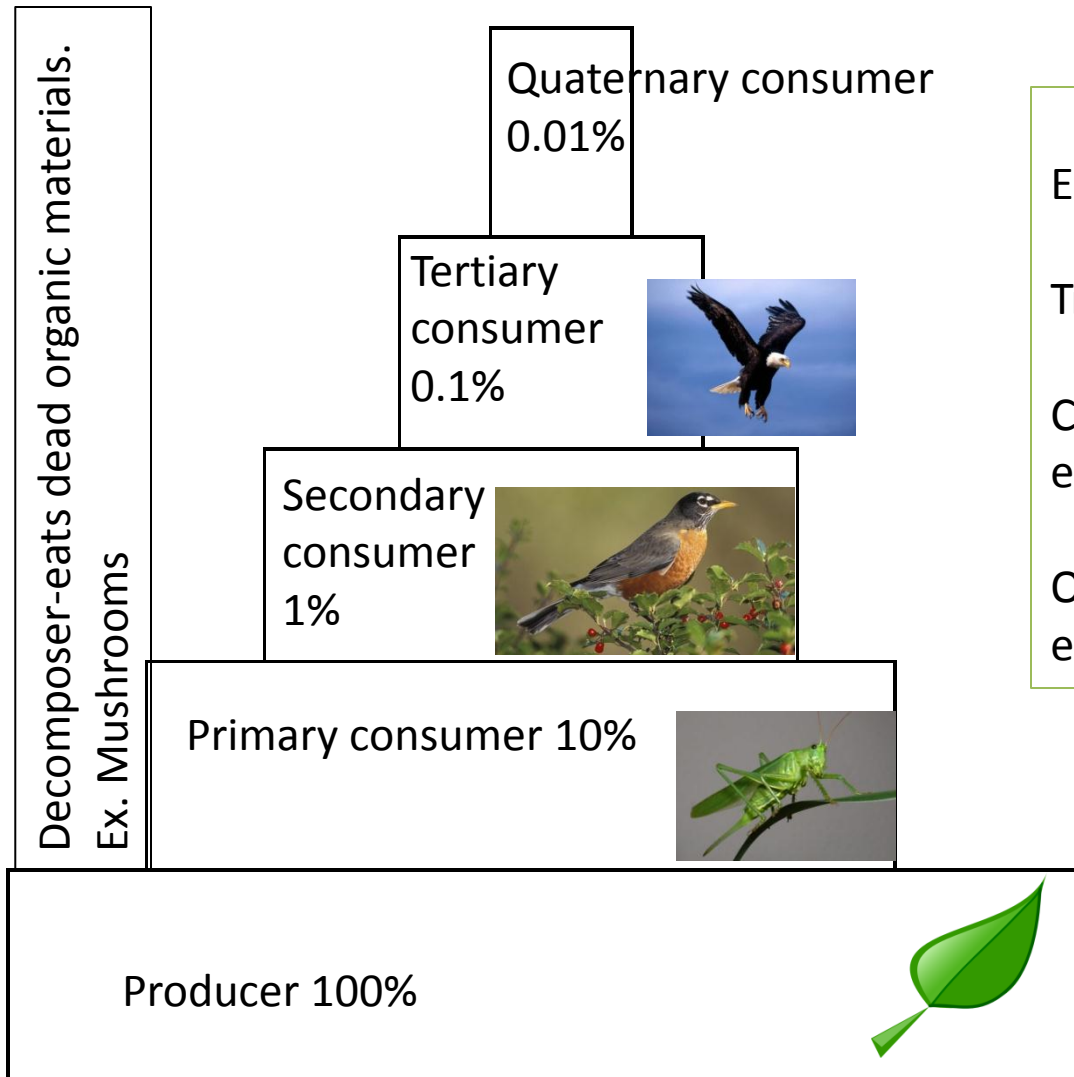 Decomposer-eats dead organic materials.
Ex. Mushrooms
Quaternary consumer
0.01%
Tertiary
consumer
0.1%
Secondary
consumer
1%
Primary consumer 10%
Producer 100%
E
C
e
e